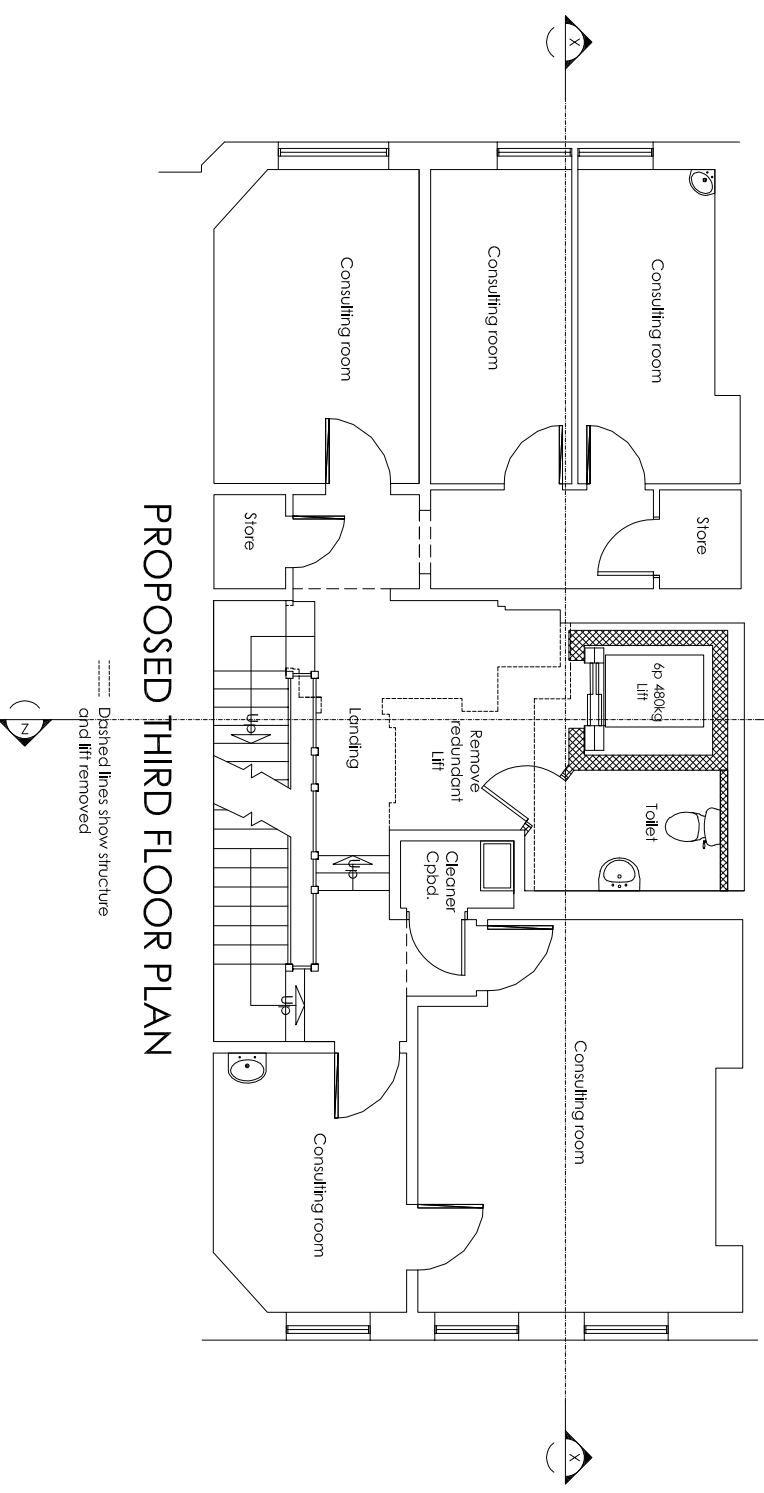 X
Consulting room
Consulting room
Consulting room
Store
Store
6p 480kg
Lift
Up
Landing
Remove
redundant
Lift
Toilet
Up
Cleaner
Cpbd.
Up
Consulting room
Consulting room
Z
X
PROPOSED THIRD FLOOR PLAN
Dashed lines show structure
and lift removed